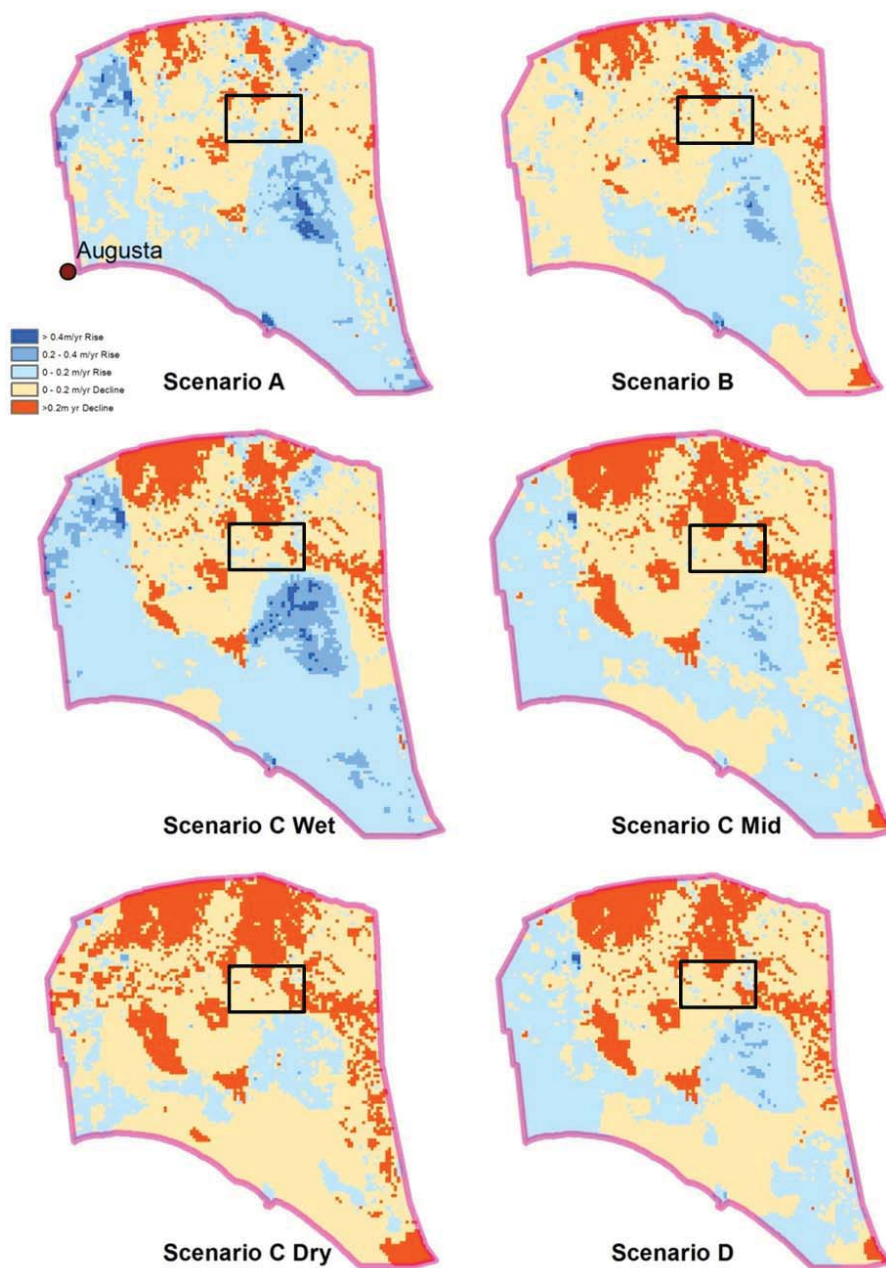 Augusta
> 0.4m/yr Rise
0.2 - 0.4 m/yr Rise
0 - 0.2 m/yr Rise
0 - 0.2 m/yr Decline
>0.2m yr Decline
Scenario A
Scenario B
Scenario C Wet
Scenario C Mid
Scenario C Dry
Scenario D